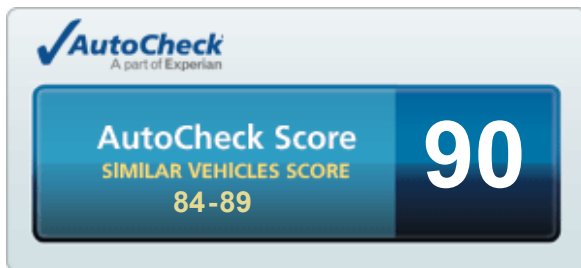 AutoCheck
A part of Experian
AutoCheck Score
SIMILAR VEHICLES SCORE
84-89
90